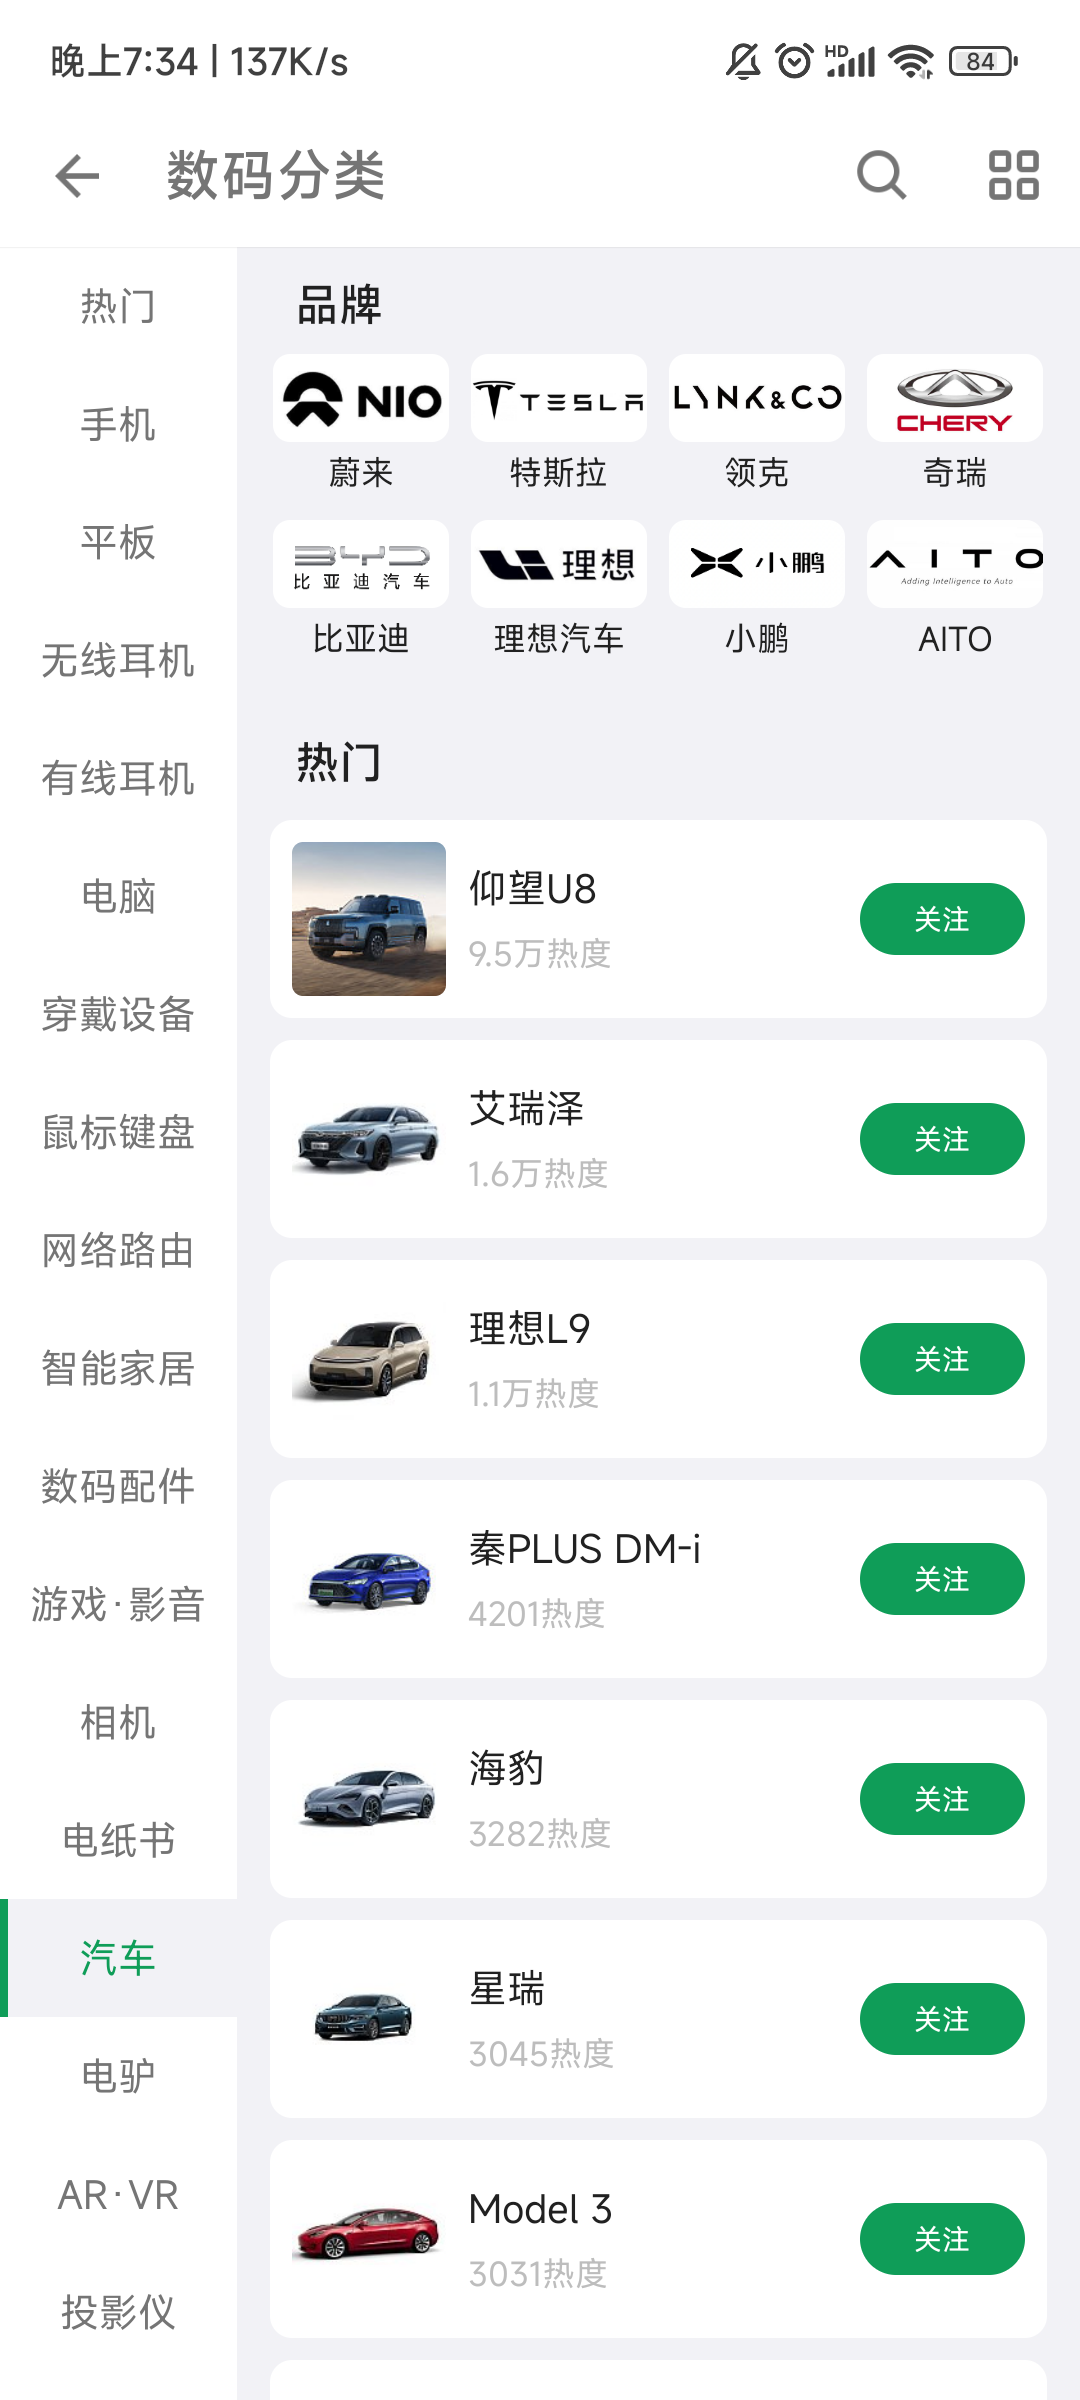 晚上7:34 | 137K/s
HD
84
数码分类
热门
手机
平板
无线耳机
有线耳机
电脑
穿戴设备
鼠标键盘
网络路由
智能家居
数码配件
游戏·影音
相机
电纸书
汽车
电驴
AR·VR
投影仪
品牌
NIO
TESLA
LYNK&CO
CHERY
蔚来
特斯拉
领克
奇瑞
BYD
比亚迪汽车
理想
小鹏
AITO
Adding Intelligence to Auto
比亚迪
理想汽车
小鹏
AITO
热门
仰望U8
9.5万热度
关注
艾瑞泽
1.6万热度
关注
理想L9
1.1万热度
关注
秦PLUS DM-i
4201热度
关注
海豹
3282热度
关注
星瑞
3045热度
关注
Model 3
3031热度
关注